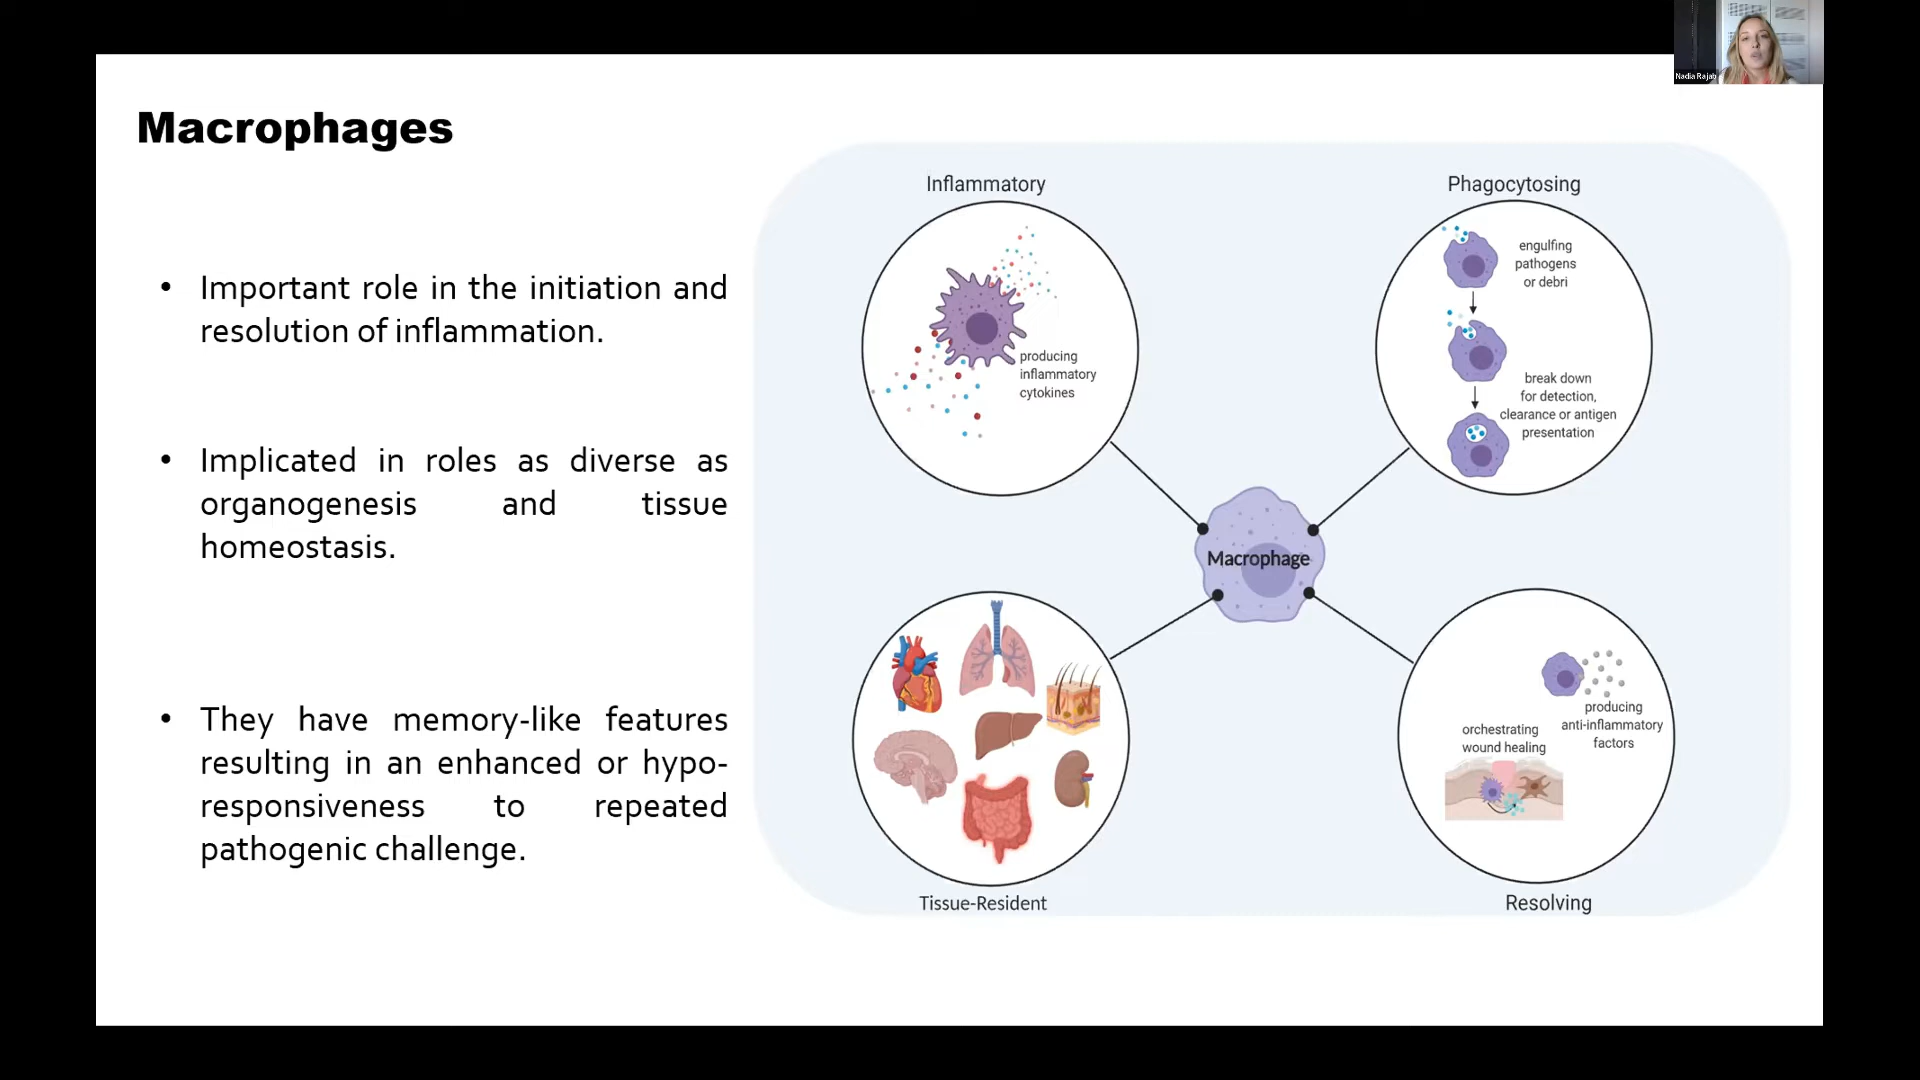 Nadia Rajab
Macrophages
• Important role in the initiation and
resolution of inflammation.
• Implicated in roles as diverse as
organogenesis and tissue
homeostasis.
• They have memory-like features
resulting in an enhanced or hypo-
responsiveness to repeated
pathogenic challenge.
Inflammatory
producing
inflammatory
cytokines
Phagocytosing
engulfing
pathogens
or debri
break down
for detection,
clearance or antigen
presentation
Macrophage
Tissue-Resident
producing
anti-inflammatory
factors
orchestrating
wound healing
Resolving